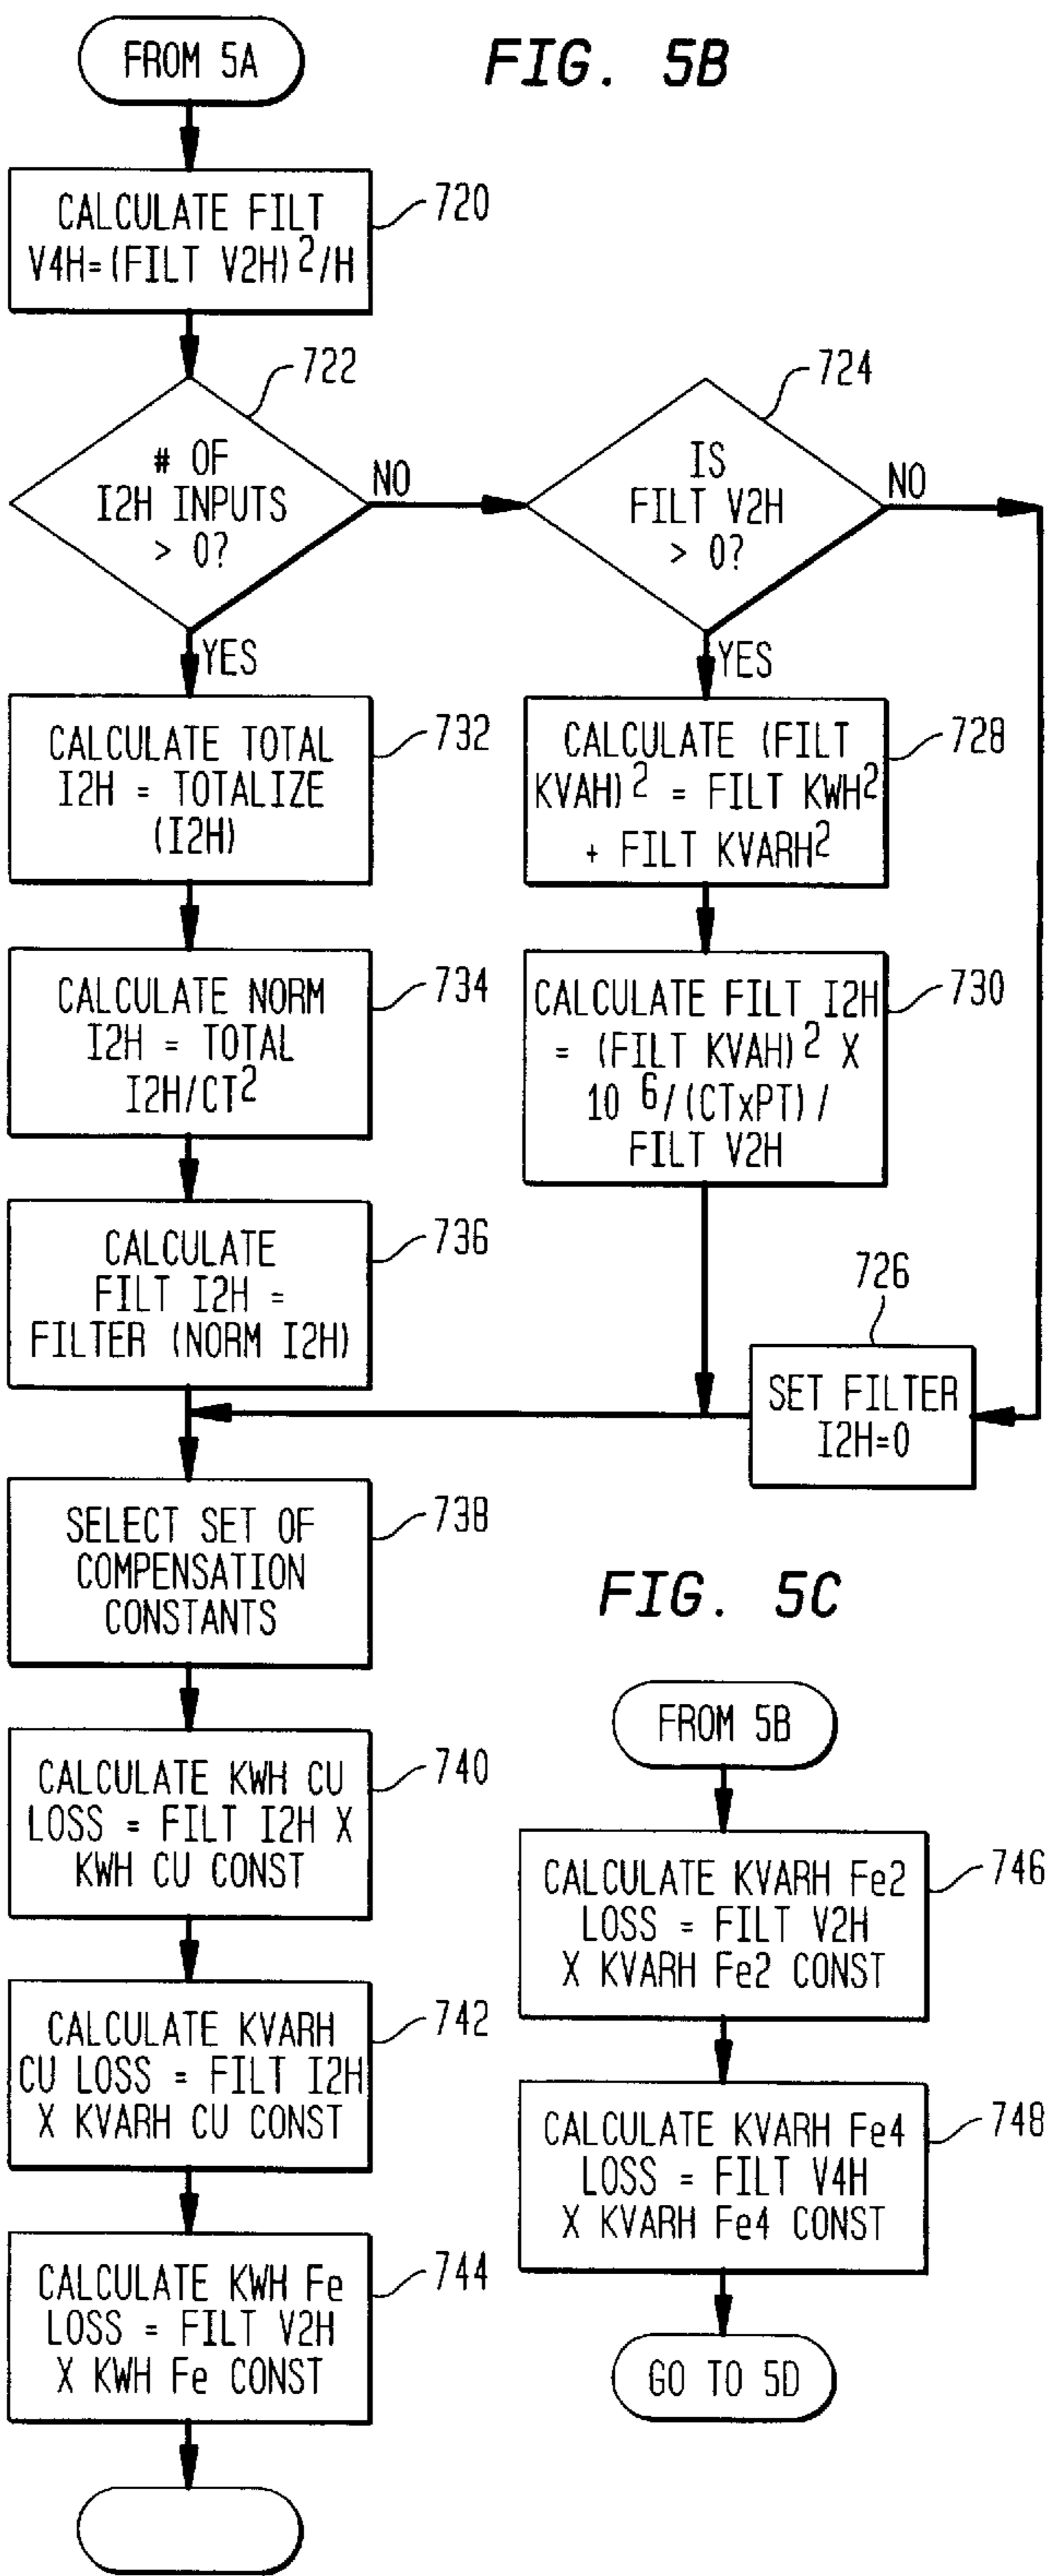 FROM 5A
FIG. 5B
CALCULATE FILT
V4H=(FILT V2H)²/H
720
722
# OF
I2H INPUTS
> 0?
NO
YES
724
IS
FILT V2H
> 0?
NO
YES
CALCULATE TOTAL
I2H = TOTALIZE
(I2H)
732
CALCULATE (FILT
KVAH)² = FILT KWH²
+ FILT KVARH²
728
CALCULATE NORM
I2H = TOTAL
I2H/CT²
734
CALCULATE FILT I2H
= (FILT KVAH)² X
10⁶/(CTxPT)/
FILT V2H
730
CALCULATE
FILT I2H =
FILTER (NORM I2H)
736
726
SET FILTER
I2H=0
SELECT SET OF
COMPENSATION
CONSTANTS
738
CALCULATE KWH CU
LOSS = FILT I2H X
KWH CU CONST
740
CALCULATE KVARH
CU LOSS = FILT I2H
X KVARH CU CONST
742
CALCULATE KWH Fe
LOSS = FILT V2H
X KWH Fe CONST
744
FIG. 5C
FROM 5B
CALCULATE KVARH Fe2
LOSS = FILT V2H
X KVARH Fe2 CONST
746
CALCULATE KVARH Fe4
LOSS = FILT V4H
X KVARH Fe4 CONST
748
GO TO 5D